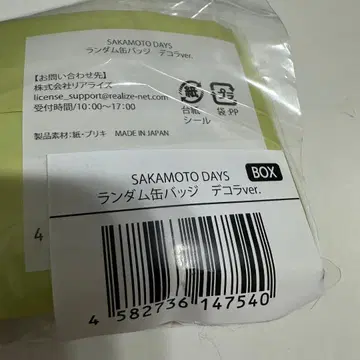 SAKAMOTO DAYS
ランダム缶バッジ デコラver.
【お問い合わせ先】
株式会社リアライズ
license_support@realize-net.com
受付時間/10:00~17:00
紙
プラ
台紙
シール
袋:PP
製品素材:紙・ブリキ MADE IN JAPAN
4
SAKAMOTO DAYS
BOX
ランダム缶バッジ デコラver.
4 582736 147540